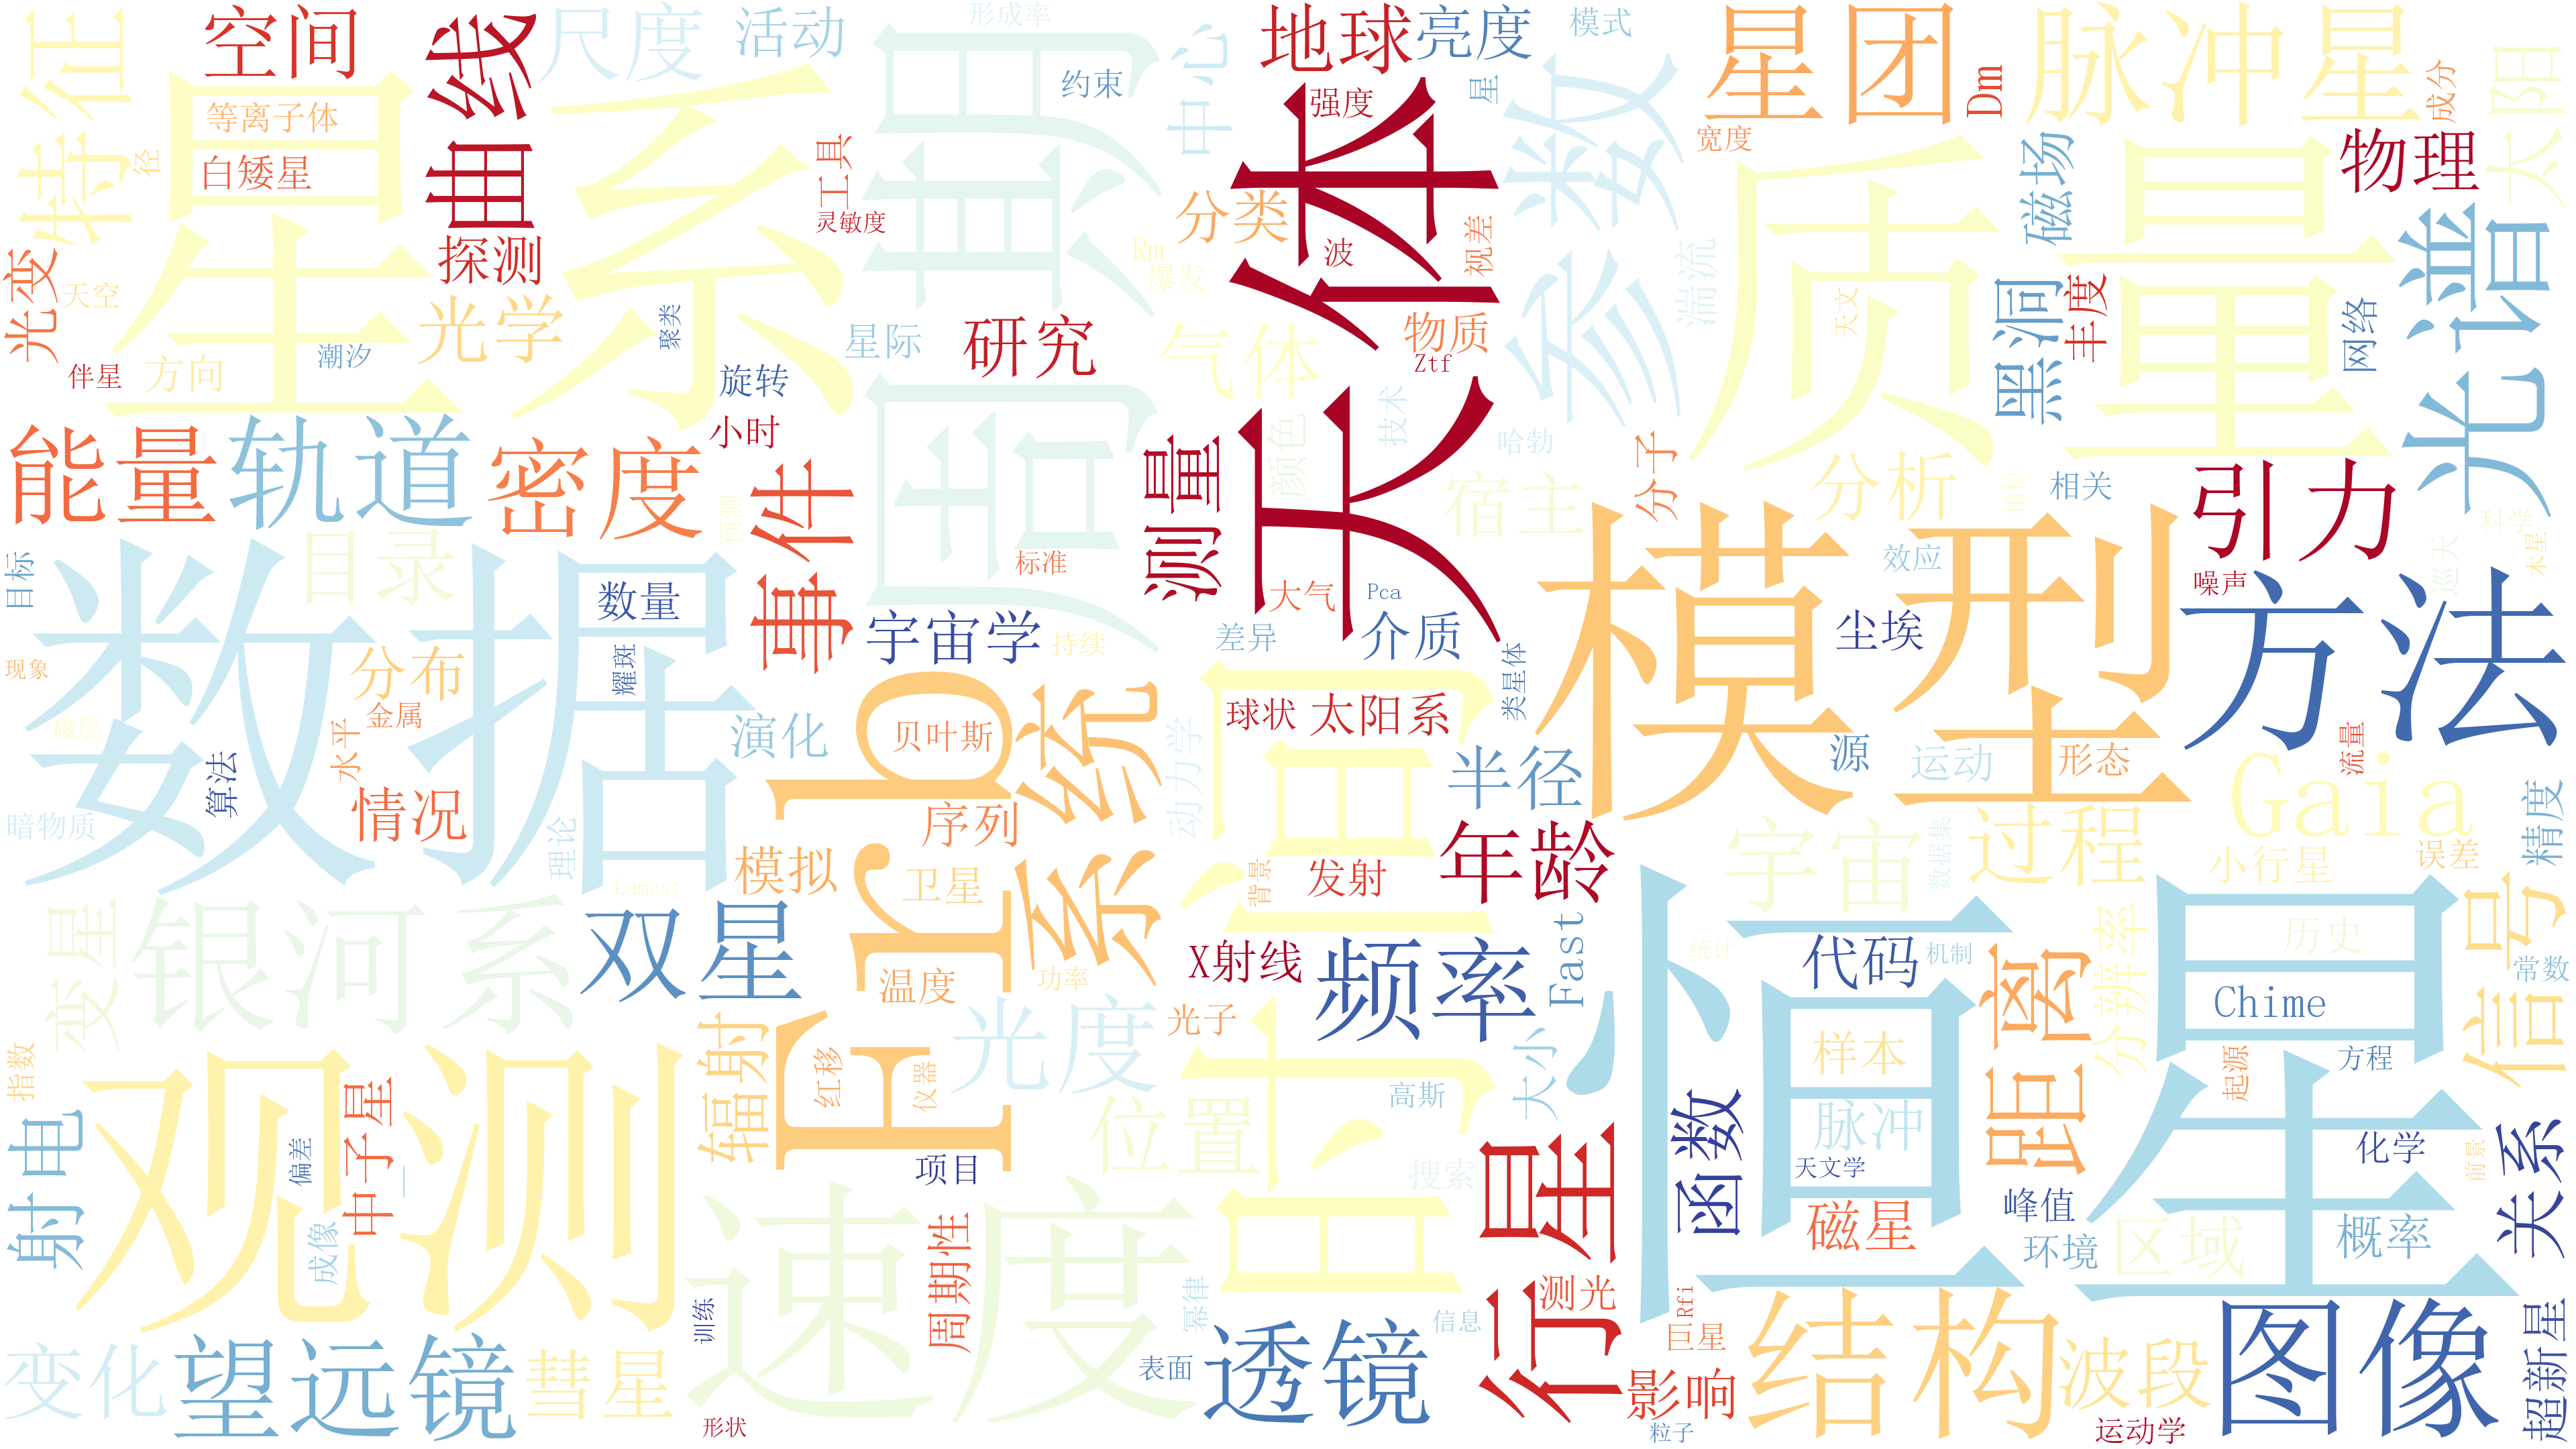 特征
空间
曲线
尺度
活动
形成率
周期
中心
约束
地球
亮度
模式
星
星团
Dm
脉冲星
成分
太阳
星系
等离子体
白矮星
径
工具
灵敏度
天体
强度
参数
宽度
磁场
物理
光谱
质量
光变
天空
探测
光学
聚类
星际
研究
Rm
爆发
分类
气体
波
视差
物质
Ztf
湍流
天文
黑洞
丰度
网络
伴星
方向
潮汐
旋转
小时
能量
轨道
密度
事件
预测
测量
颜色
技术
哈勃
宿主
分子
分析
相位
相关
引力
科学
巡天
木星
噪声
目标
目录
数据
数量
宇宙学
标准
持续
大气
Pca
差异
介质
类星体
模型
效应
尘埃
方法
现象
磁层
分布
金属
耀斑
水平
算法
情况
暗物质
理论
演化
贝叶斯
Frb
系统
动力学
球状
太阳系
时间
半径
源
运动
形态
流量
Gaia
精度
模拟
序列
卫星
Lamost
背景
发射
年龄
宇宙
数据集
过程
小行星
误差
变星
银河系
双星
温度
功率
X射线
频率
Fast
统计
代码
机制
距离
分辨率
历史
信号
常数
Chime
恒星
样本
指数
观测
辐射
红移
仪器
光度
光子
大小
高斯
脉冲
起源
方程
射电
中子星
偏差
一
成像
项目
位置
搜索
行星
函数
天文学
磁星
峰值
环境
区域
化学
概率
前景
关系
速度
周期性
训练
幂律
信息
测光
Rfi
巨星
变化
望远镜
彗星
形状
表面
透镜
影响
粒子
结构
波段
运动学
图像
超新星